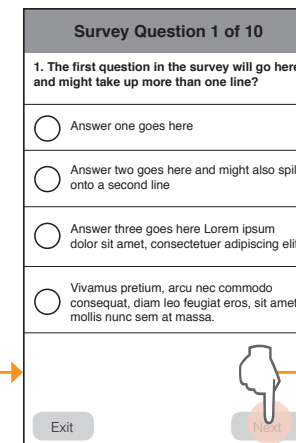 Survey Question 1 of 10
1. The first question in the survey will go here
and might take up more than one line?
Answer one goes here
Answer two goes here and might also spil
onto a second line
Answer three goes here Lorem ipsum
dolor sit amet, consectetuer adipiscing elit
Vivamus pretium, arcu nec commodo
consequat, diam leo feugiat eros, sit amet
mollis nunc sem at massa.
Exit
Next